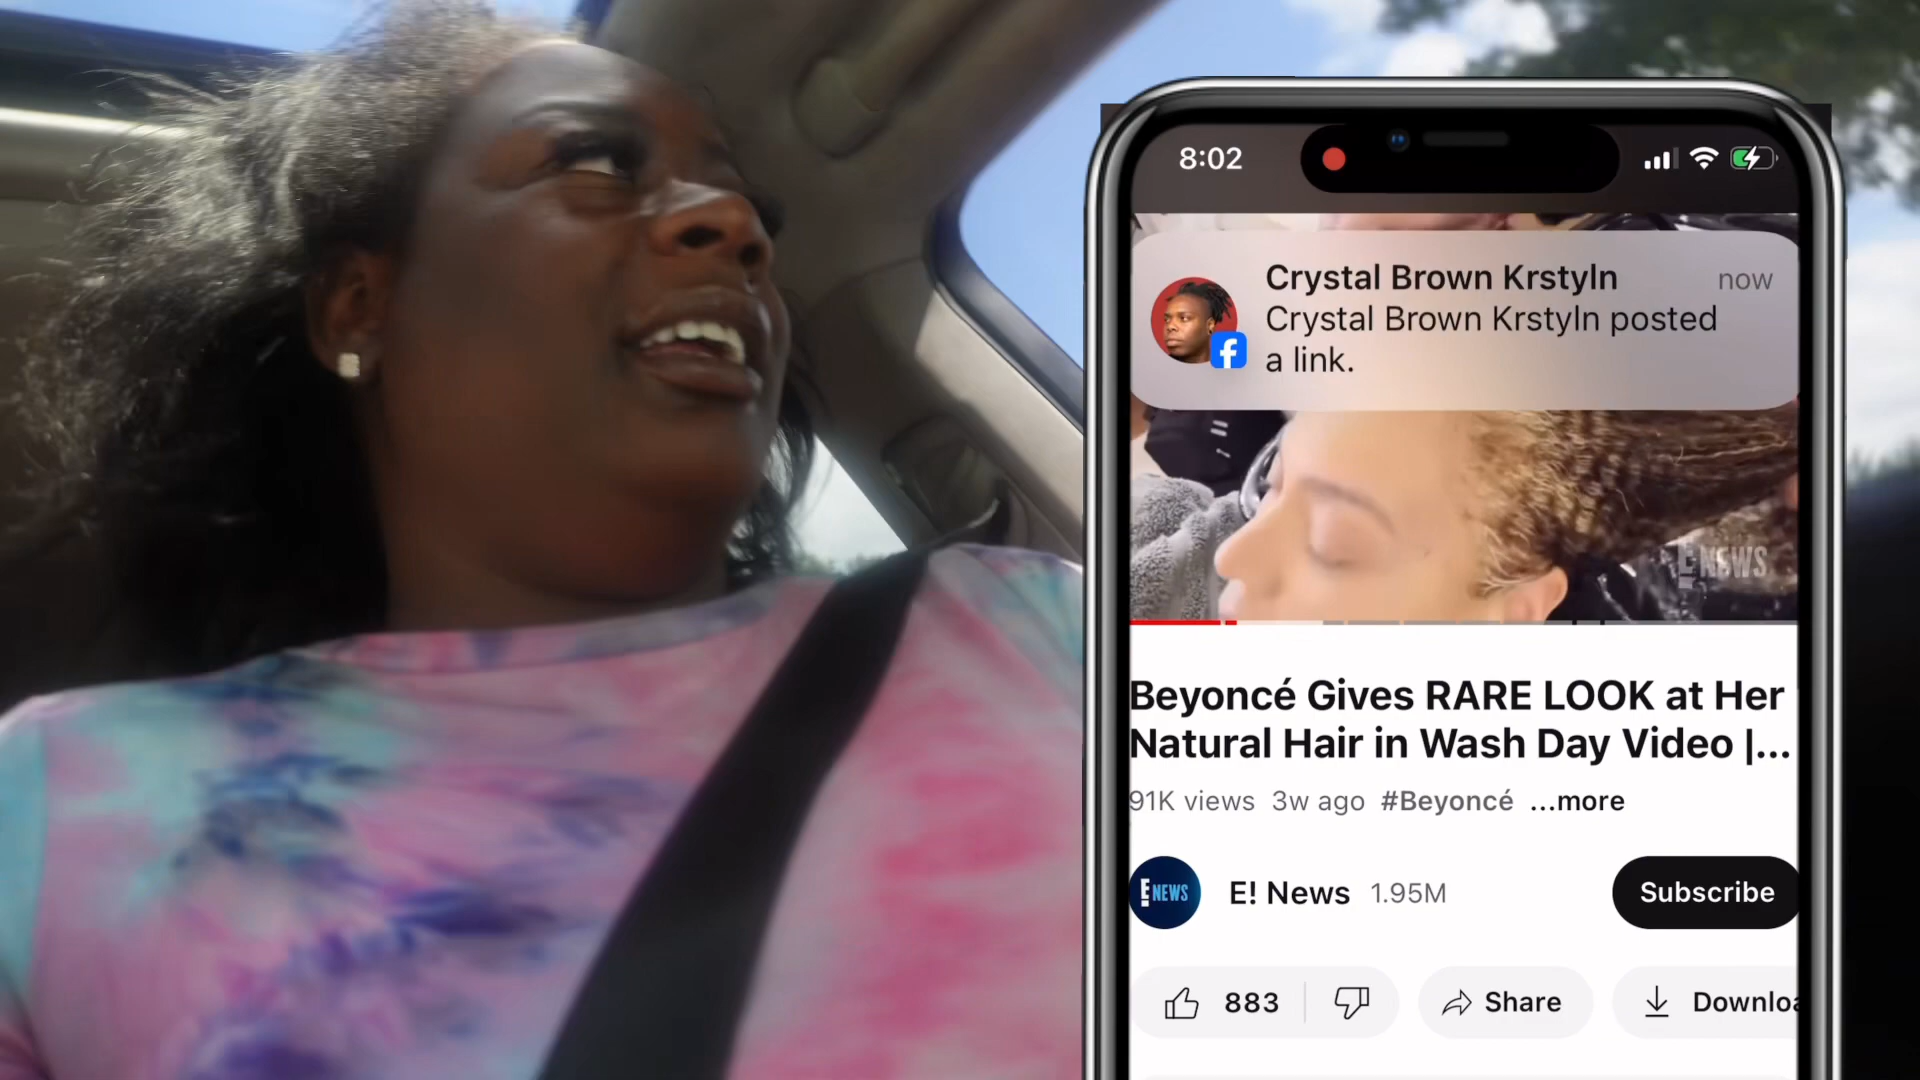 8:02
Crystal Brown Krstyln
now
Crystal Brown Krstyln posted
a link.
E! NEWS
Beyoncé Gives RARE LOOK at Her
Natural Hair in Wash Day Video |...
91K views 3w ago #Beyoncé ...more
E! NEWS
E! News 1.95M
Subscribe
883
Share
Downloa